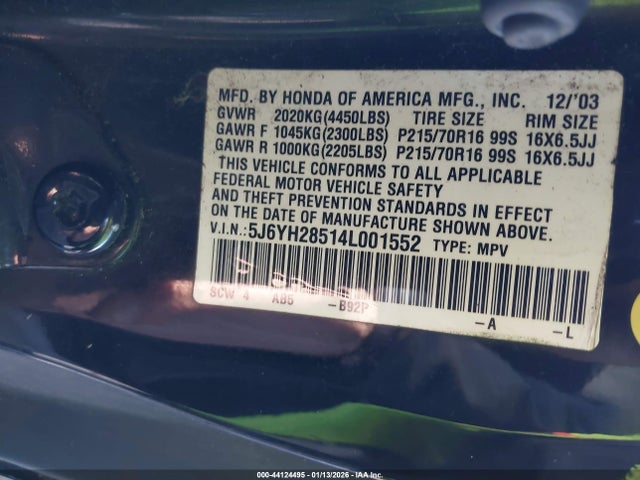 MFD. BY HONDA OF AMERICA MFG., INC. 12/'03
GVWR 2020KG(4450LBS) TIRE SIZE RIM SIZE
GAWR F 1045KG(2300LBS) P215/70R16 99S 16X6.5JJ
GAWR R 1000KG(2205LBS) P215/70R16 99S 16X6.5JJ
THIS VEHICLE CONFORMS TO ALL APPLICABLE
FEDERAL MOTOR VEHICLE SAFETY
AND THEFT PREVENTION STANDARDS IN EFFECT
ON THE DATE OF MANUFACTURE SHOWN ABOVE.
V.I.N.: 5J6YH28514L001552 TYPE: MPV
SCW 4 AB5 -B92P -A -L
000-44124495 - 01/13/2026 - IAAI.COM